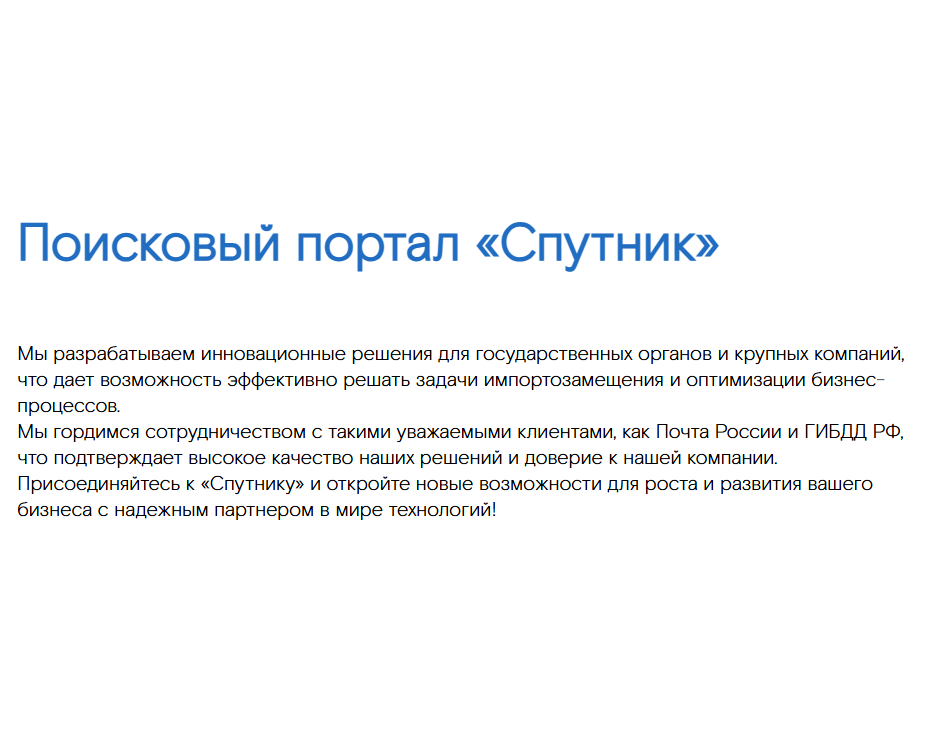 Поисковый портал «Спутник»
Мы разрабатываем инновационные решения для государственных органов и крупных компаний,
что дает возможность эффективно решать задачи импортозамещения и оптимизации бизнес-
процессов.
Мы гордимся сотрудничеством с такими уважаемыми клиентами, как Почта России и ГИБДД РФ,
что подтверждает высокое качество наших решений и доверие к нашей компании.
Присоединяйтесь к «Спутнику» и откройте новые возможности для роста и развития вашего
бизнеса с надежным партнером в мире технологий!